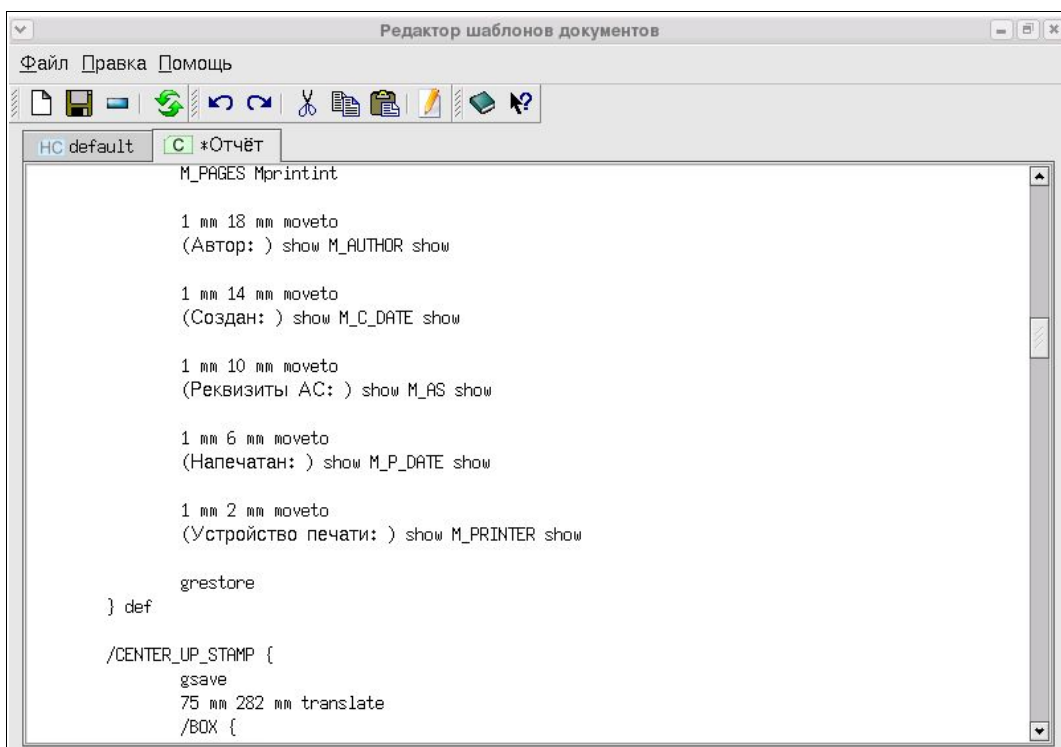 Редактор шаблонов документов
Файл Правка Помощь
HC default C *Отчёт
M_PAGES Mprintint
1 mm 18 mm moveto
(Автор: ) show M_AUTHOR show
1 mm 14 mm moveto
(Создан: ) show M_C_DATE show
1 mm 10 mm moveto
(Реквизиты АС: ) show M_AS show
1 mm 6 mm moveto
(Напечатан: ) show M_P_DATE show
1 mm 2 mm moveto
(Устройство печати: ) show M_PRINTER show
grestore
} def
/CENTER_UP_STAMP {
gsave
75 mm 282 mm translate
/BOX {